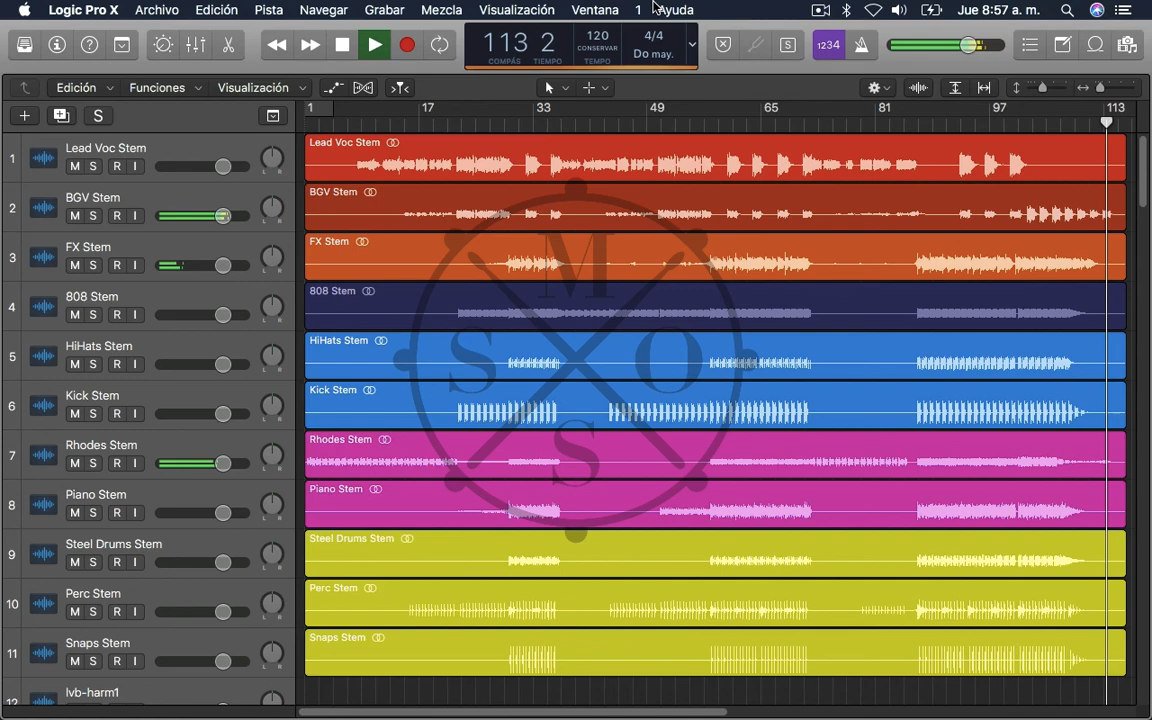 Logic Pro X Archivo Edición Pista Navegar Grabar Mezcla Visualización Ventana 1 Ayuda Jue 8:57 a. m.
113 2 120 4/4
CONSERVAR Do may.
COMPÁS TIEMPO TEMPO
S 1234
Edición Funciones Visualización
1 17 33 49 65 81 97 113
S
1 Lead Voc Stem M S R I L R
Lead Voc Stem
2 BGV Stem M S R I L R
BGV Stem
3 FX Stem M S R I L R
FX Stem
4 808 Stem M S R I L R
808 Stem
5 HiHats Stem M S R I L R
HiHats Stem
6 Kick Stem M S R I L R
Kick Stem
7 Rhodes Stem M S R I L R
Rhodes Stem
8 Piano Stem M S R I L R
Piano Stem
9 Steel Drums Stem M S R I L R
Steel Drums Stem
10 Perc Stem M S R I L R
Perc Stem
11 Snaps Stem M S R I L R
Snaps Stem
12 lvb-harm1
M
S O
S